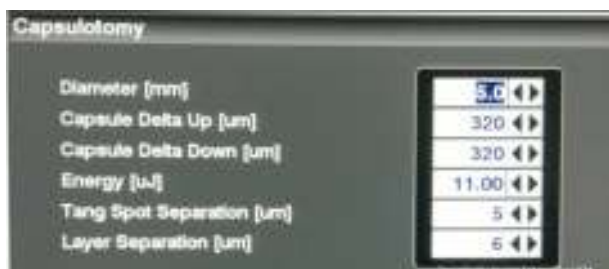 Capsulotomy
Diameter [mm] 5.0
Capsule Delta Up [um] 320
Capsule Delta Down [um] 320
Energy [uJ] 11.00
Tang Spot Separation [um] 5
Layer Separation [um] 6